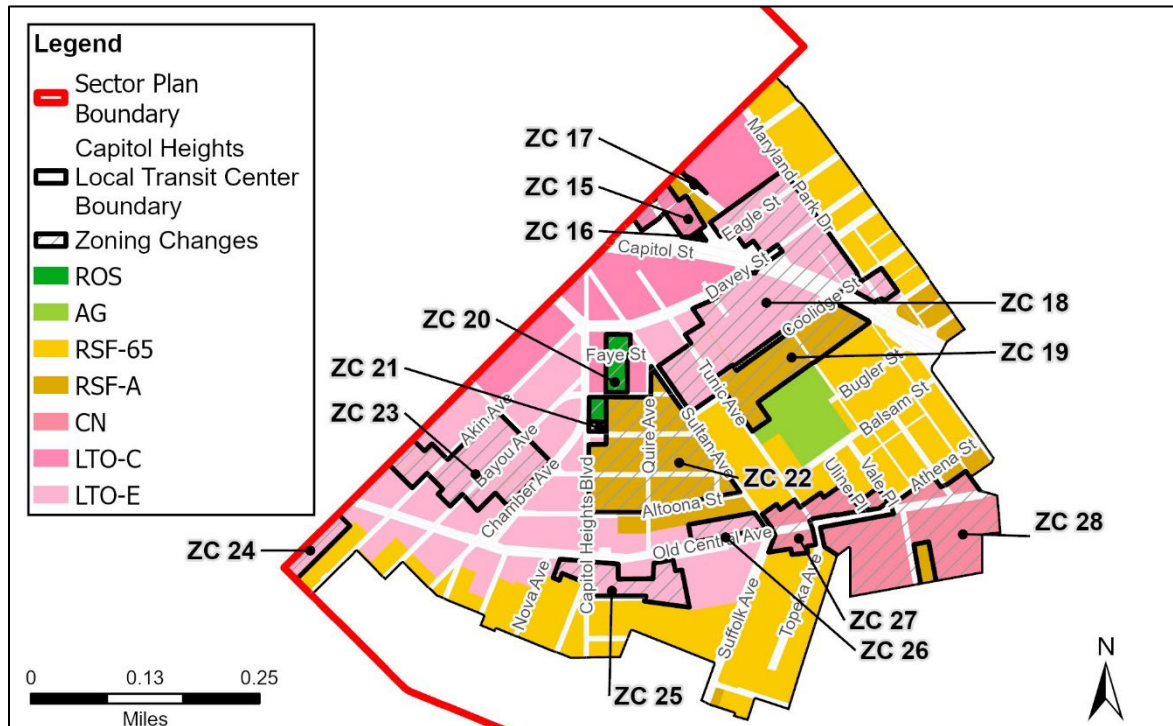 Legend
Sector Plan
Boundary
Capitol Heights
Local Transit Center
Boundary
Zoning Changes
ROS
AG
RSF-65
RSF-A
CN
LTO-C
LTO-E
ZC 17
ZC 15
ZC 16
ZC 18
ZC 19
ZC 20
ZC 21
ZC 23
ZC 22
ZC 24
ZC 28
ZC 27
ZC 26
ZC 25
Maryland Park Dr
Eagle St
Capitol St
Davey St
Coolidge St
Faye St
Tunic Ave
Bugler St
Balsam St
Akin Ave
Bayou Ave
Chamber Ave
Quire Ave
Sultan Ave
Uline Pl
Vale Pl
Athena St
Altoona St
Capitol Heights Blvd
Old Central Ave
Nova Ave
Suffolk Ave
Topeka Ave
0 0.13 0.25
Miles
N